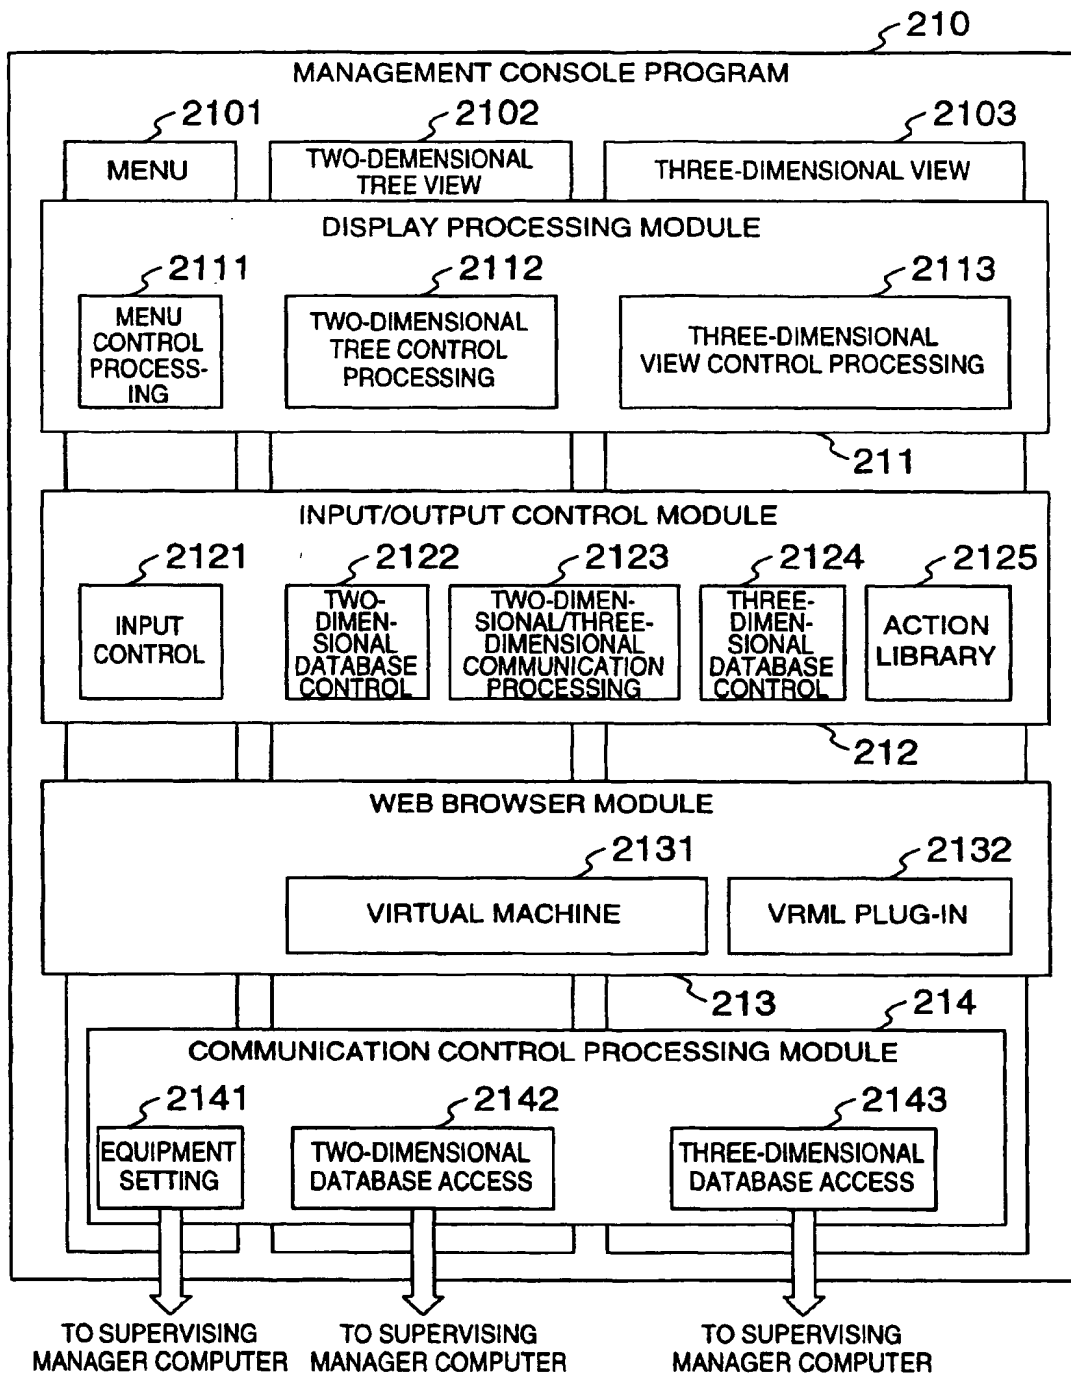 210
MANAGEMENT CONSOLE PROGRAM
2101
2102
2103
MENU
TWO-DEMENSIONAL
TREE VIEW
THREE-DIMENSIONAL VIEW
DISPLAY PROCESSING MODULE
2111
2112
2113
MENU
CONTROL
PROCESS-
ING
TWO-DIMENSIONAL
TREE CONTROL
PROCESSING
THREE-DIMENSIONAL
VIEW CONTROL PROCESSING
211
INPUT/OUTPUT CONTROL MODULE
2121
2122
2123
2124
2125
INPUT
CONTROL
TWO-
DIMEN-
SIONAL
DATABASE
CONTROL
TWO-DIMEN-
SIONAL/THREE-
DIMENSIONAL
COMMUNICATION
PROCESSING
THREE-
DIMEN-
SIONAL
DATABASE
CONTROL
ACTION
LIBRARY
212
WEB BROWSER MODULE
2131
2132
VIRTUAL MACHINE
VRML PLUG-IN
213
214
COMMUNICATION CONTROL PROCESSING MODULE
2141
2142
2143
EQUIPMENT
SETTING
TWO-DIMENSIONAL
DATABASE ACCESS
THREE-DIMENSIONAL
DATABASE ACCESS
TO SUPERVISING
MANAGER COMPUTER
TO SUPERVISING
MANAGER COMPUTER
TO SUPERVISING
MANAGER COMPUTER